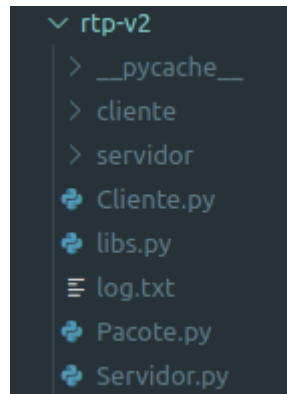 rtp-v2
__pycache__
cliente
servidor
Cliente.py
libs.py
log.txt
Pacote.py
Servidor.py